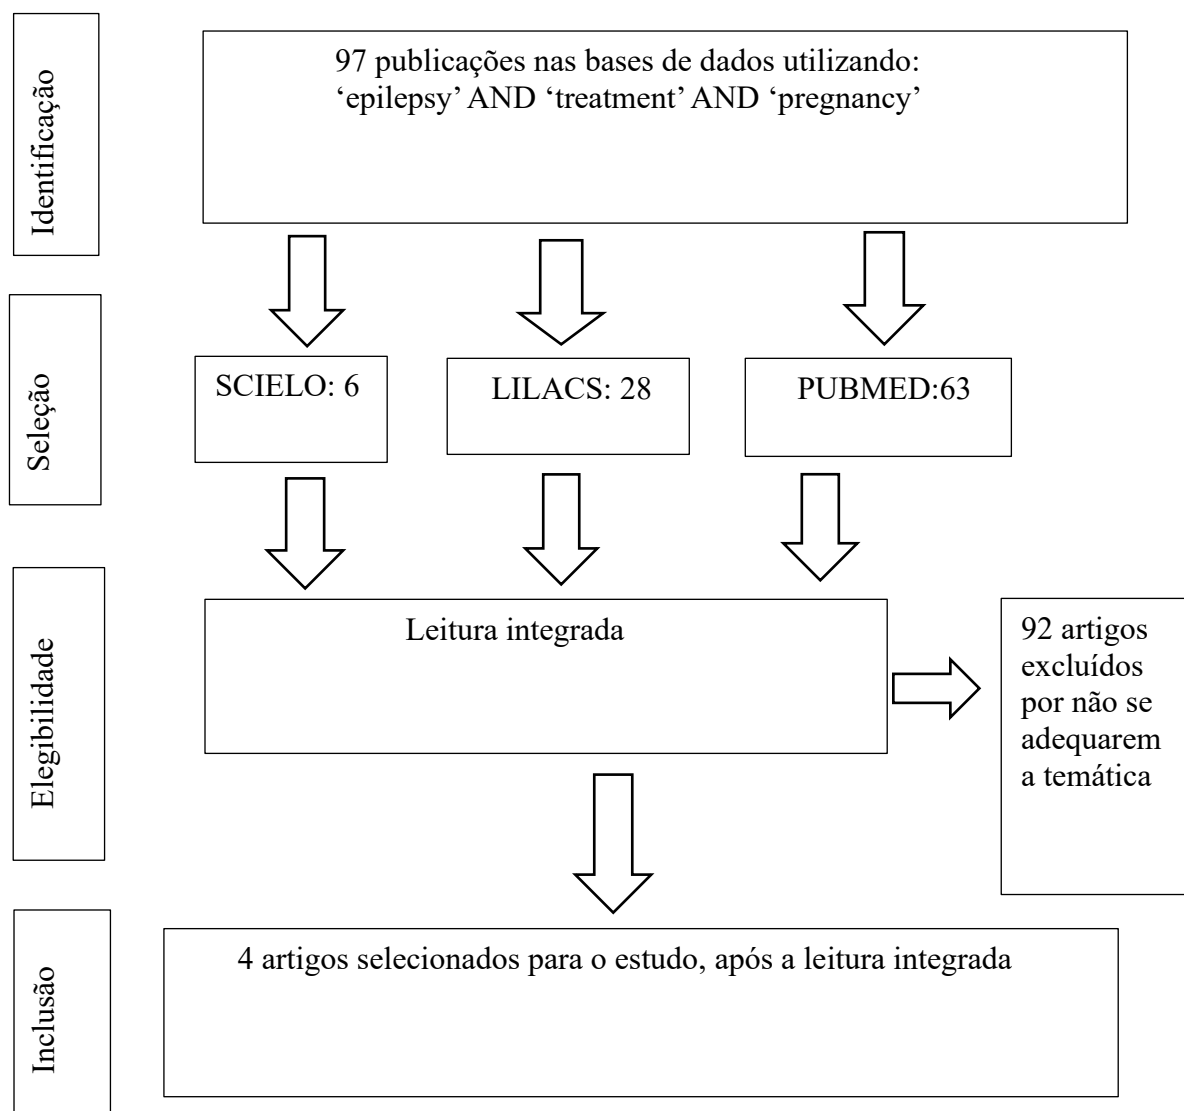 Identificação
97 publicações nas bases de dados utilizando:
‘epilepsy’ AND ‘treatment’ AND ‘pregnancy’
Seleção
SCIELO: 6
LILACS: 28
PUBMED:63
Elegibilidade
Leitura integrada
92 artigos
excluídos
por não se
adequarem
a temática
Inclusão
4 artigos selecionados para o estudo, após a leitura integrada